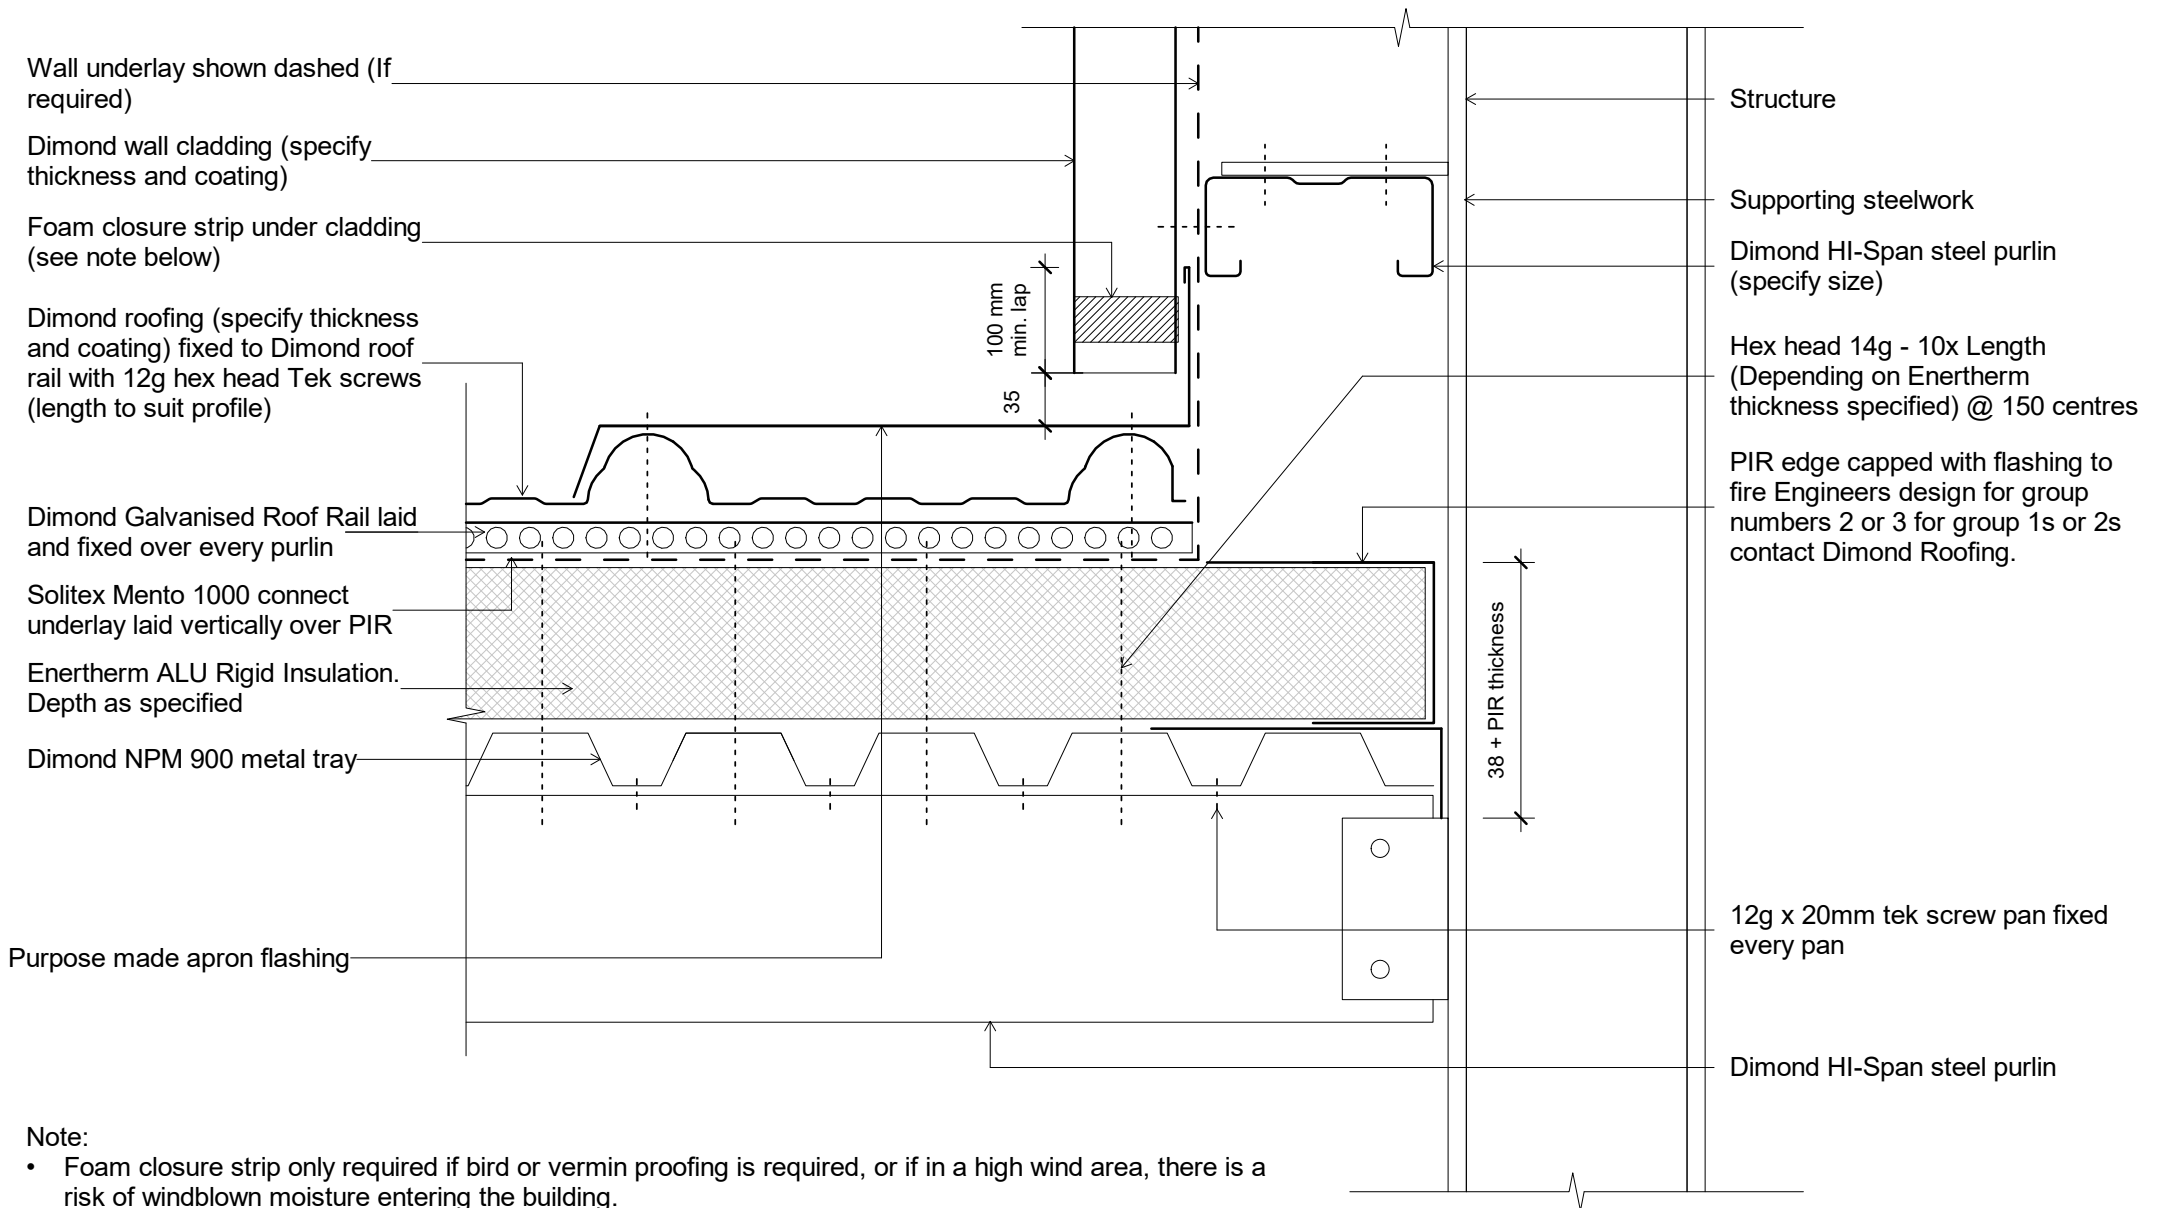 Wall underlay shown dashed (If
required)
Dimond wall cladding (specify
thickness and coating)
Foam closure strip under cladding
(see note below)
Dimond roofing (specify thickness
and coating) fixed to Dimond roof
rail with 12g hex head Tek screws
(length to suit profile)
Dimond Galvanised Roof Rail laid
and fixed over every purlin
Solitex Mento 1000 connect
underlay laid vertically over PIR
Enertherm ALU Rigid Insulation.
Depth as specified
Dimond NPM 900 metal tray
Purpose made apron flashing
100 mm
min. lap
35
38 + PIR thickness
Structure
Supporting steelwork
Dimond HI-Span steel purlin
(specify size)
Hex head 14g - 10x Length
(Depending on Enertherm
thickness specified) @ 150 centres
PIR edge capped with flashing to
fire Engineers design for group
numbers 2 or 3 for group 1s or 2s
contact Dimond Roofing.
12g x 20mm tek screw pan fixed
every pan
Dimond HI-Span steel purlin
Note:
• Foam closure strip only required if bird or vermin proofing is required, or if in a high wind area, there is a
risk of windblown moisture entering the building.